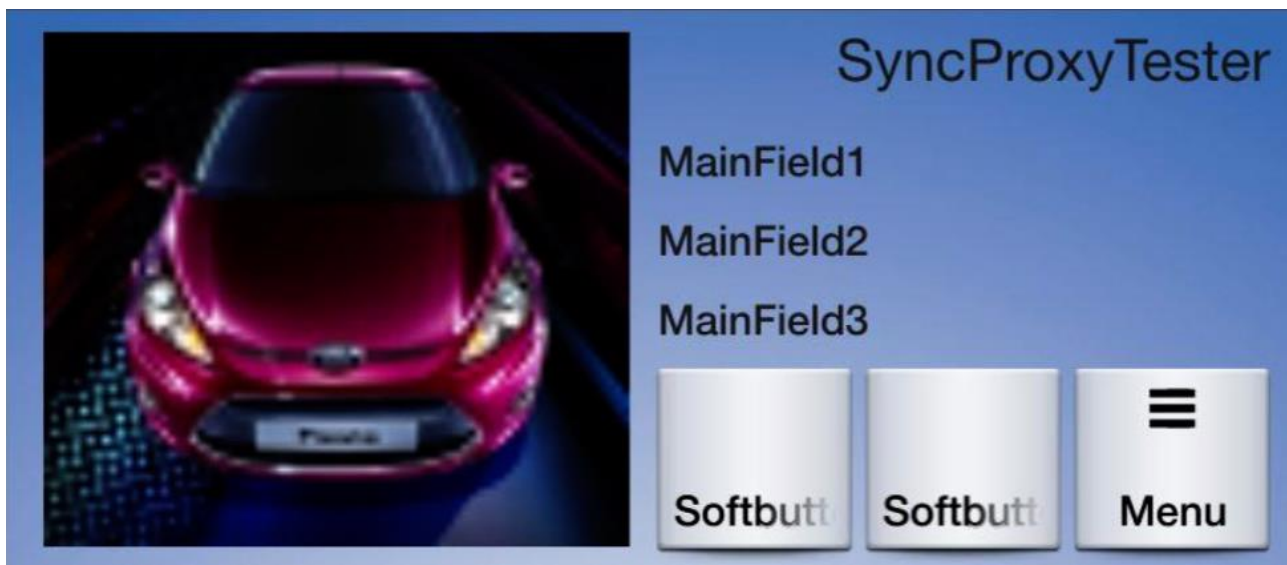 SyncProxyTester
MainField1
MainField2
MainField3
Softbutt
Softbutt
Menu